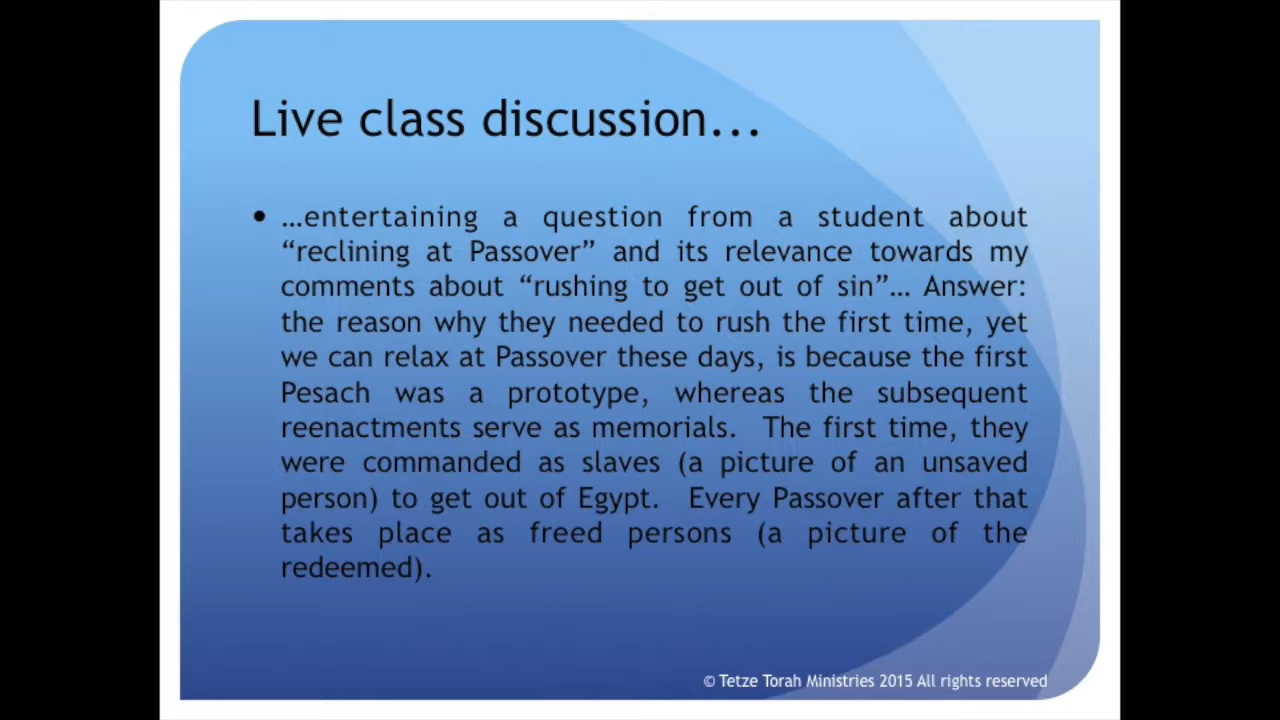 Live class discussion...
• …entertaining a question from a student about
“reclining at Passover” and its relevance towards my
comments about “rushing to get out of sin”… Answer:
the reason why they needed to rush the first time, yet
we can relax at Passover these days, is because the first
Pesach was a prototype, whereas the subsequent
reenactments serve as memorials.  The first time, they
were commanded as slaves (a picture of an unsaved
person) to get out of Egypt.  Every Passover after that
takes place as freed persons (a picture of the
redeemed).
© Tetze Torah Ministries 2015 All rights reserved